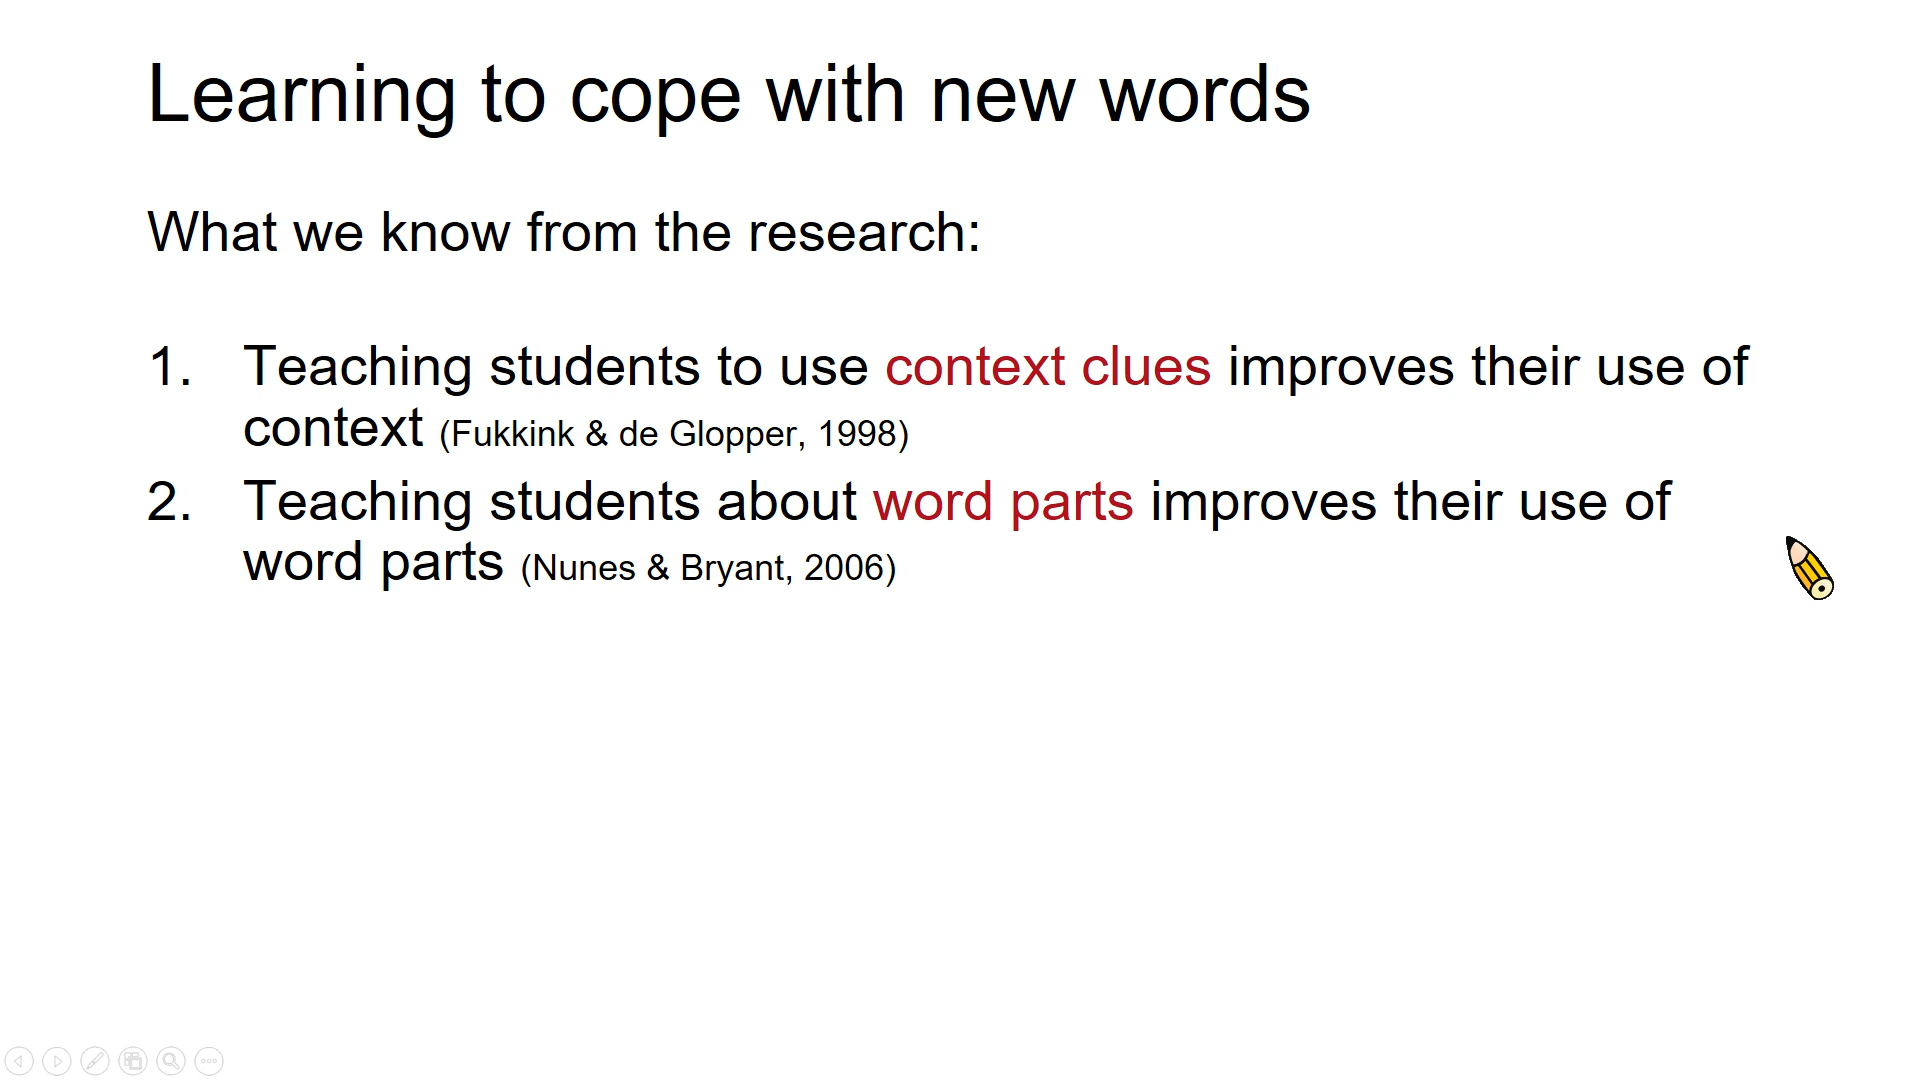 Learning to cope with new words
What we know from the research:
1. Teaching students to use context clues improves their use of
context (Fukkink & de Glopper, 1998)
2. Teaching students about word parts improves their use of
word parts (Nunes & Bryant, 2006)